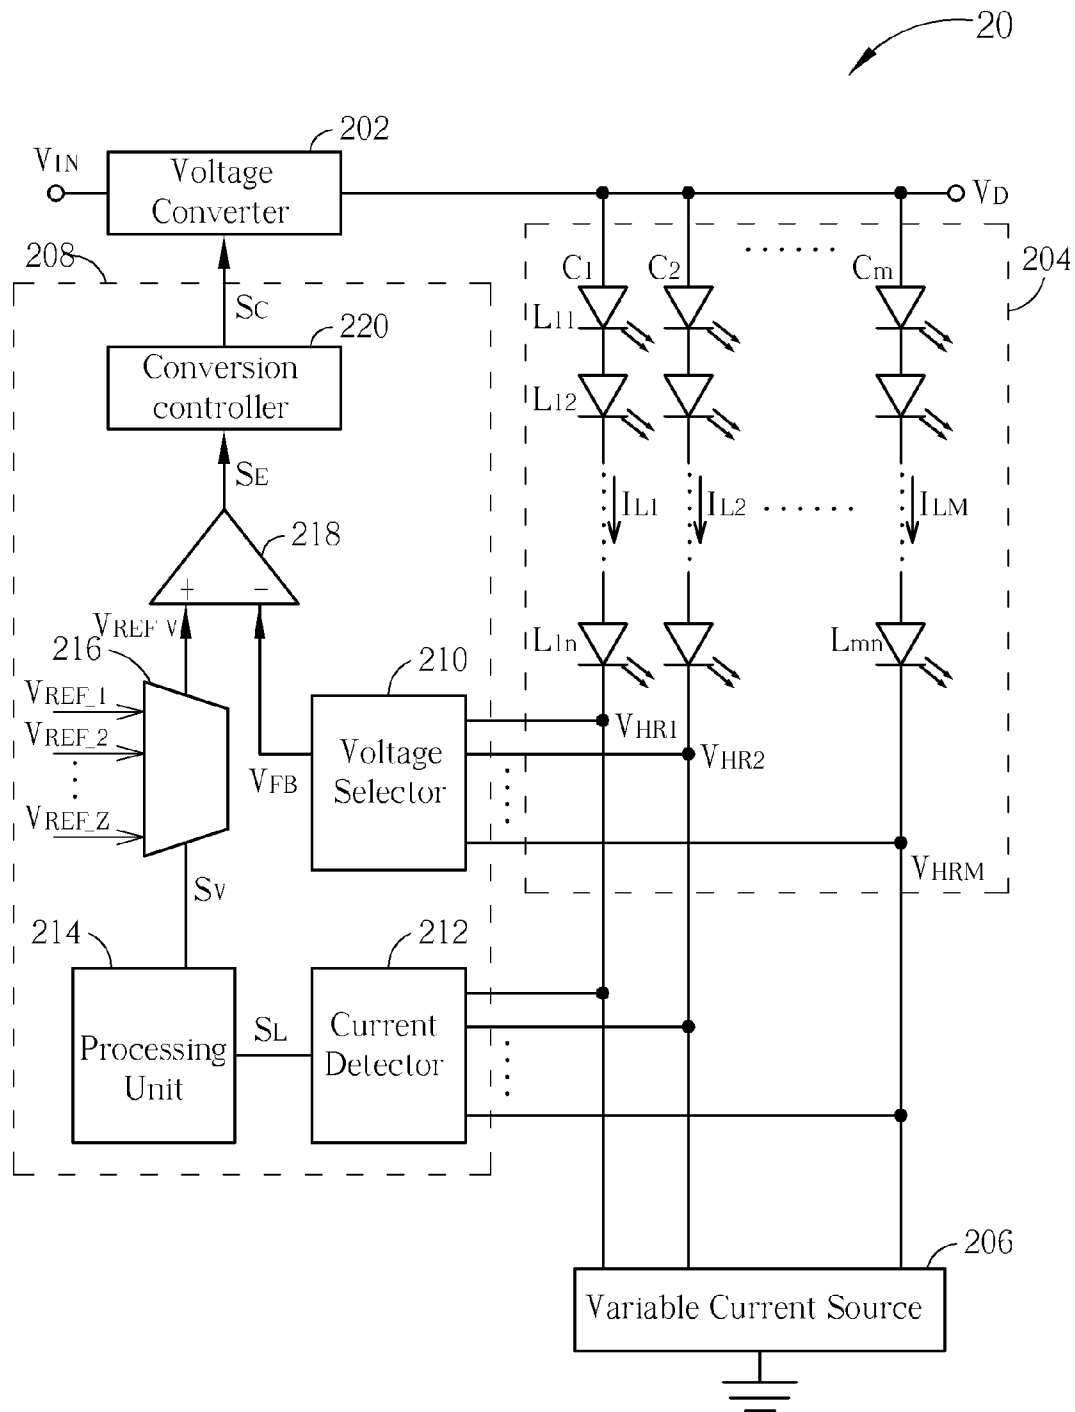 20
202
VIN
Voltage
Converter
VD
208
204
C1
C2
......
Cm
SC
220
L11
Conversion
controller
L12
SE
IL1
IL2
......
ILM
218
+
−
VREF_V
216
210
L1n
Lmn
VREF_1
VREF_2
VREF_Z
VHR1
VHR2
Voltage
Selector
VFB
VHRM
SV
214
212
Processing
Unit
SL
Current
Detector
206
Variable Current Source